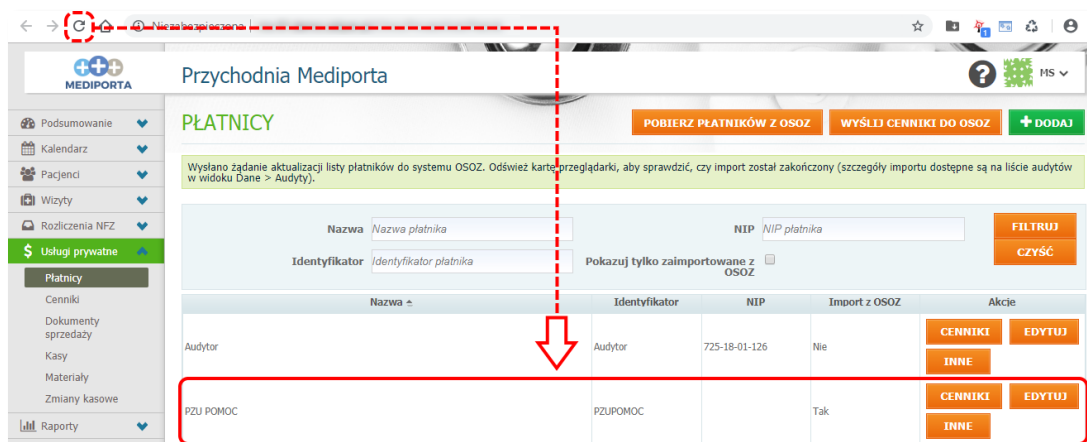 Niezabezpieczona
1
MEDIPORTA
Przychodnia Mediporta
MS
Podsumowanie
Kalendarz
Pacjenci
Wizyty
Rozliczenia NFZ
Usługi prywatne
Płatnicy
Cenniki
Dokumenty
sprzedaży
Kasy
Materiały
Zmiany kasowe
Raporty
PŁATNICY
POBIERZ PŁATNIKÓW Z OSOZ
WYŚLIJ CENNIKI DO OSOZ
+ DODAJ
Wysłano żądanie aktualizacji listy płatników do systemu OSOZ. Odśwież kartę przeglądarki, aby sprawdzić, czy import został zakończony (szczegóły importu dostępne są na liście audytów
w widoku Dane > Audyty).
Nazwa Nazwa płatnika NIP NIP płatnika FILTRUJ
Identyfikator Identyfikator płatnika Pokazuj tylko zaimportowane z
OSOZ
CZYŚĆ
Nazwa Identyfikator NIP Import z OSOZ Akcje
Audytor Audytor 725-18-01-126 Nie CENNIKI EDYTUJ
INNE
PZU POMOC PZUPOMOC Tak CENNIKI EDYTUJ
INNE